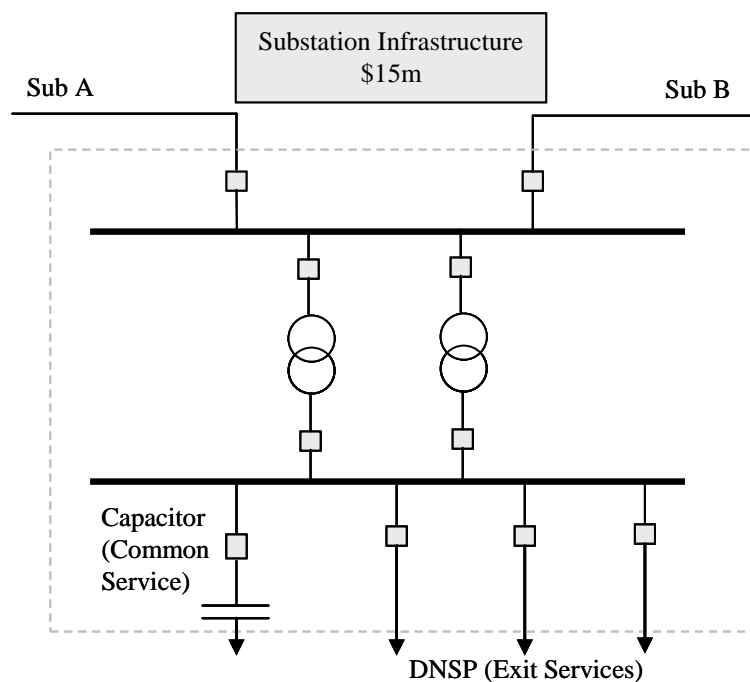 Substation Infrastructure
$15m
Sub A
Sub B
Capacitor
(Common
Service)
DNSP (Exit Services)